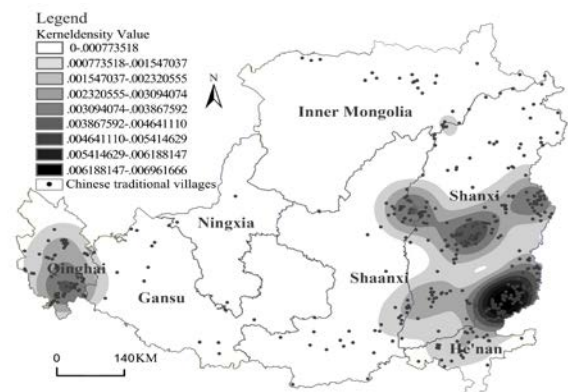 Legend
Kerneldensity Value
0-.000773518
.000773518-.001547037
.001547037-.002320555
.002320555-.003094074
.003094074-.003867592
.003867592-.004641110
.004641110-.005414629
.005414629-.006188147
.006188147-.006961666
Chinese traditional villages
N
Inner Mongolia
Shanxi
Ningxia
Qinghai
Shaanxi
Gansu
He'nan
0 140KM